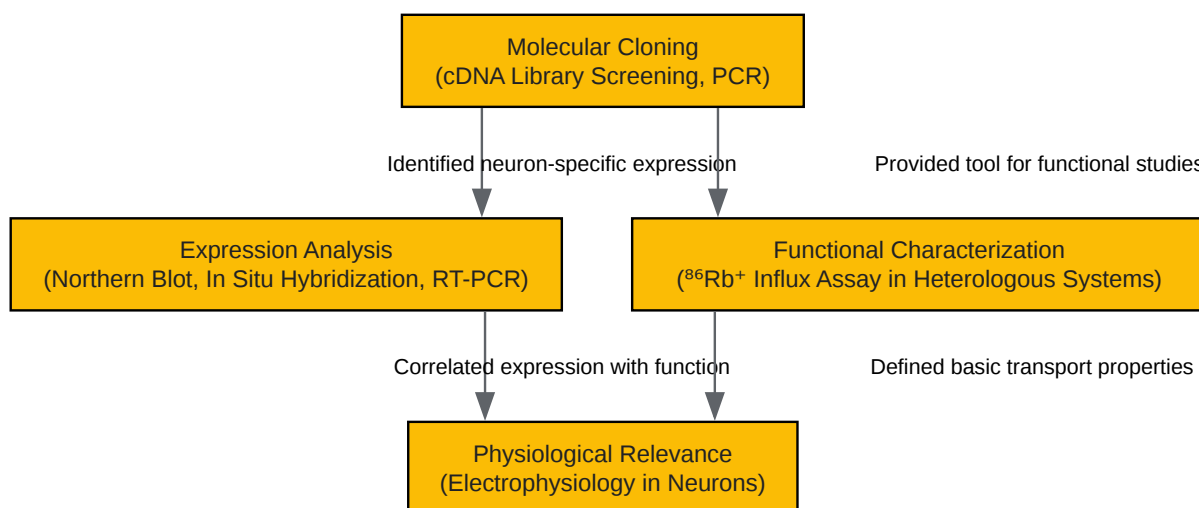 Molecular Cloning
(cDNA Library Screening, PCR)
Identified neuron-specific expression
Provided tool for functional studies
Expression Analysis
(Northern Blot, In Situ Hybridization, RT-PCR)
Functional Characterization
(⁸⁶Rb⁺ Influx Assay in Heterologous Systems)
Correlated expression with function
Defined basic transport properties
Physiological Relevance
(Electrophysiology in Neurons)